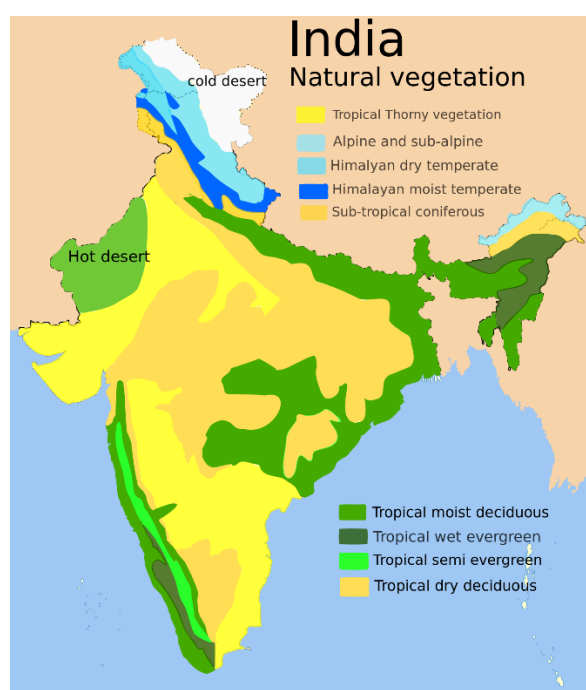 India
Natural vegetation
cold desert
Tropical Thorny vegetation
Alpine and sub-alpine
Himalyan dry temperate
Himalayan moist temperate
Sub-tropical coniferous
Hot desert
Tropical moist deciduous
Tropical wet evergreen
Tropical semi evergreen
Tropical dry deciduous